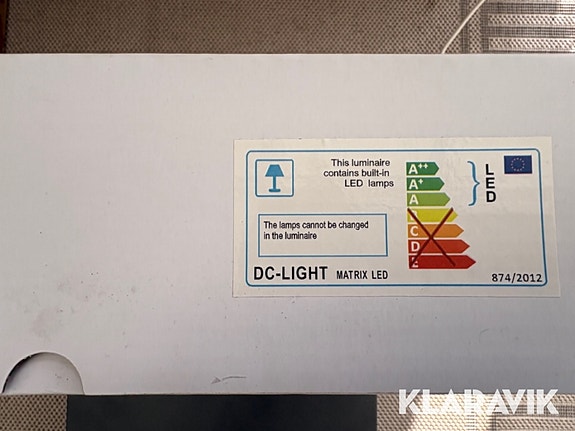 This luminaire
contains built-in
LED lamps
A++
A+
A
C
D
E
LED
The lamps cannot be changed
in the luminaire
DC-LIGHT MATRIX LED
874/2012
KLARAVIK